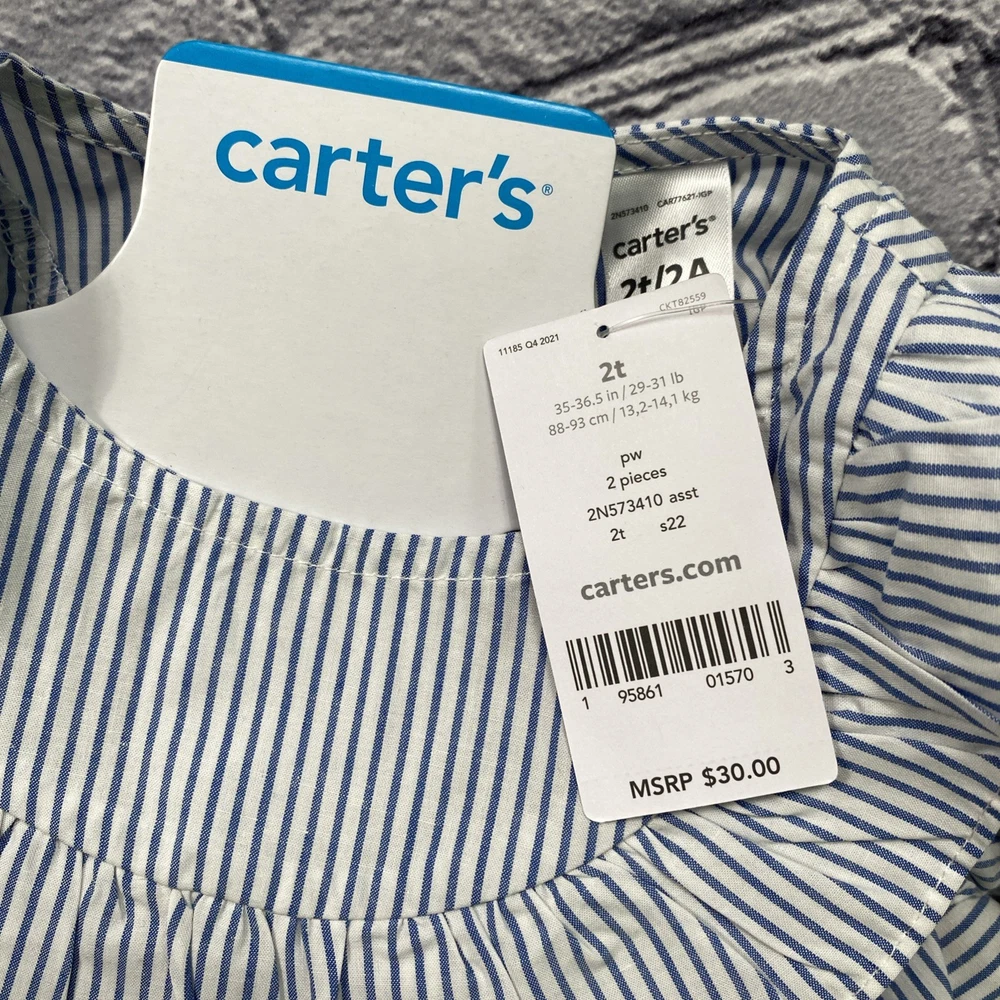 carter's®
2N573410 CAR77621-IGP
carter's®
2t/2A
CKT82559
IGP
11185 Q4 2021
2t
35-36.5 in / 29-31 lb
88-93 cm / 13,2-14,1 kg
pw
2 pieces
2N573410 asst
2t s22
carters.com
1 95861 01570 3
MSRP $30.00